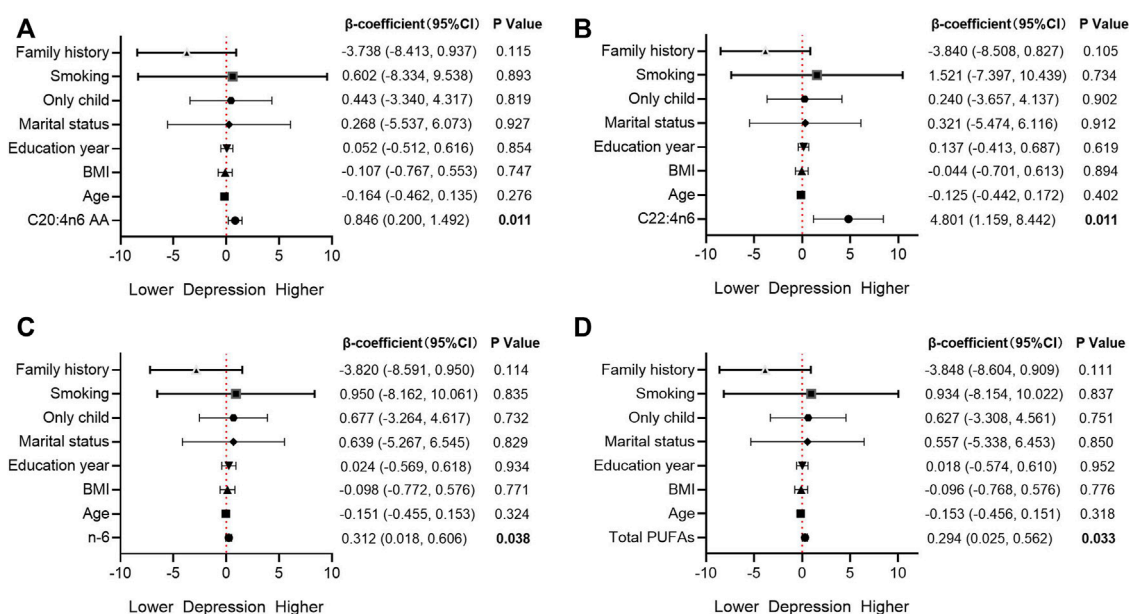 A
β-coefficient(95%CI) P Value
Family history -3.738 (-8.413, 0.937) 0.115
Smoking 0.602 (-8.334, 9.538) 0.893
Only child 0.443 (-3.340, 4.317) 0.819
Marital status 0.268 (-5.537, 6.073) 0.927
Education year 0.052 (-0.512, 0.616) 0.854
BMI -0.107 (-0.767, 0.553) 0.747
Age -0.164 (-0.462, 0.135) 0.276
C20:4n6 AA 0.846 (0.200, 1.492) 0.011
-10 -5 0 5 10
Lower Depression Higher
B
β-coefficient(95%CI) P Value
Family history -3.840 (-8.508, 0.827) 0.105
Smoking 1.521 (-7.397, 10.439) 0.734
Only child 0.240 (-3.657, 4.137) 0.902
Marital status 0.321 (-5.474, 6.116) 0.912
Education year 0.137 (-0.413, 0.687) 0.619
BMI -0.044 (-0.701, 0.613) 0.894
Age -0.125 (-0.442, 0.172) 0.402
C22:4n6 4.801 (1.159, 8.442) 0.011
-10 -5 0 5 10
Lower Depression Higher
C
β-coefficient(95%CI) P Value
Family history -3.820 (-8.591, 0.950) 0.114
Smoking 0.950 (-8.162, 10.061) 0.835
Only child 0.677 (-3.264, 4.617) 0.732
Marital status 0.639 (-5.267, 6.545) 0.829
Education year 0.024 (-0.569, 0.618) 0.934
BMI -0.098 (-0.772, 0.576) 0.771
Age -0.151 (-0.455, 0.153) 0.324
n-6 0.312 (0.018, 0.606) 0.038
-10 -5 0 5 10
Lower Depression Higher
D
β-coefficient(95%CI) P Value
Family history -3.848 (-8.604, 0.909) 0.111
Smoking 0.934 (-8.154, 10.022) 0.837
Only child 0.627 (-3.308, 4.561) 0.751
Marital status 0.557 (-5.338, 6.453) 0.850
Education year 0.018 (-0.574, 0.610) 0.952
BMI -0.096 (-0.768, 0.576) 0.776
Age -0.153 (-0.456, 0.151) 0.318
Total PUFAs 0.294 (0.025, 0.562) 0.033
-10 -5 0 5 10
Lower Depression Higher